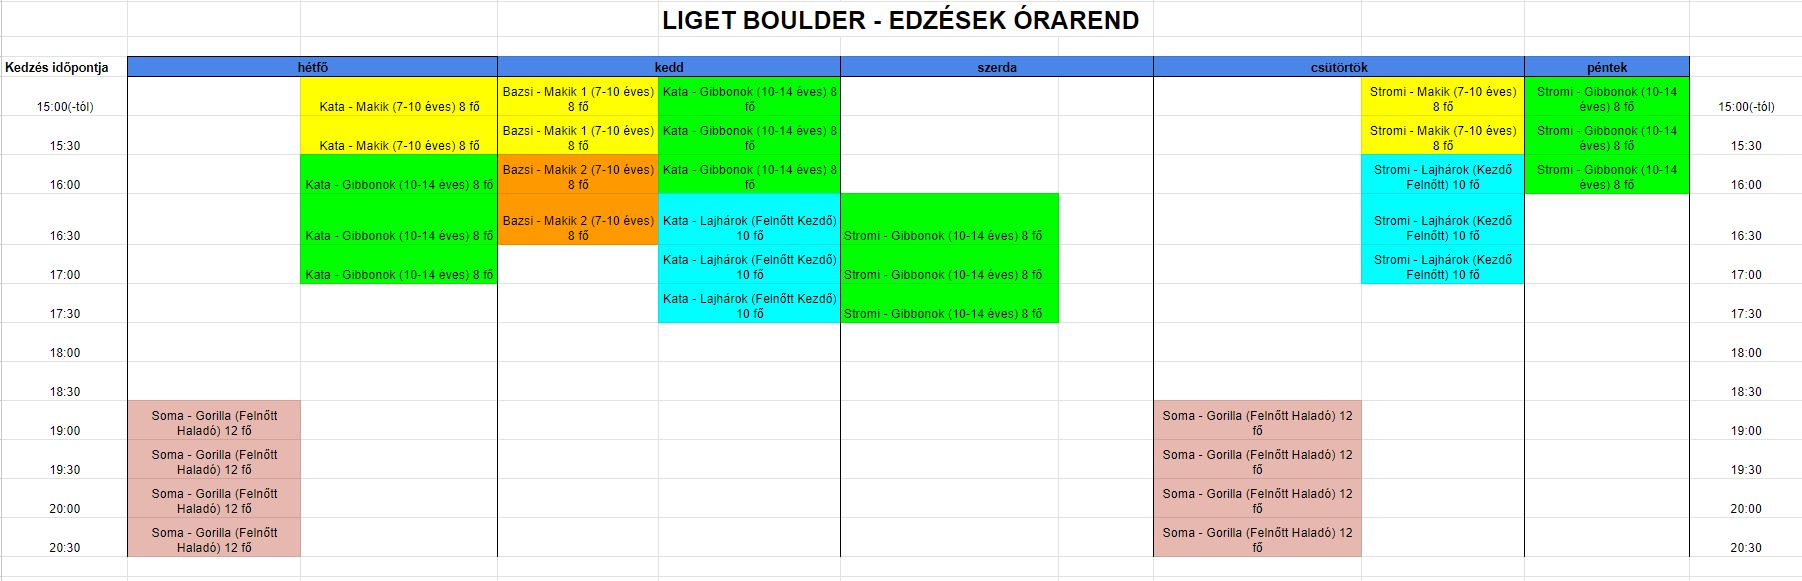 LIGET BOULDER - EDZÉSEK ÓRAREND
Kedzés időpontja hétfő kedd szerda csütörtök péntek
15:00(-tól) Kata - Makik (7-10 éves) 8 fő Bazsi - Makik 1 (7-10 éves) 8 fő Kata - Gibbonok (10-14 éves) 8 fő Stromi - Makik (7-10 éves) 8 fő Stromi - Gibbonok (10-14 éves) 8 fő 15:00(-tól)
15:30 Kata - Makik (7-10 éves) 8 fő Bazsi - Makik 1 (7-10 éves) 8 fő Kata - Gibbonok (10-14 éves) 8 fő Stromi - Makik (7-10 éves) 8 fő Stromi - Gibbonok (10-14 éves) 8 fő 15:30
16:00 Kata - Gibbonok (10-14 éves) 8 fő Bazsi - Makik 2 (7-10 éves) 8 fő Kata - Gibbonok (10-14 éves) 8 fő Stromi - Lajhárok (Kezdő Felnőtt) 10 fő Stromi - Gibbonok (10-14 éves) 8 fő 16:00
16:30 Kata - Gibbonok (10-14 éves) 8 fő Bazsi - Makik 2 (7-10 éves) 8 fő Kata - Lajhárok (Felnőtt Kezdő) 10 fő Stromi - Gibbonok (10-14 éves) 8 fő Stromi - Lajhárok (Kezdő Felnőtt) 10 fő 16:30
17:00 Kata - Gibbonok (10-14 éves) 8 fő Kata - Lajhárok (Felnőtt Kezdő) 10 fő Stromi - Gibbonok (10-14 éves) 8 fő Stromi - Lajhárok (Kezdő Felnőtt) 10 fő 17:00
17:30 Kata - Lajhárok (Felnőtt Kezdő) 10 fő Stromi - Gibbonok (10-14 éves) 8 fő 17:30
18:00 18:00
18:30 18:30
19:00 Soma - Gorilla (Felnőtt Haladó) 12 fő Soma - Gorilla (Felnőtt Haladó) 12 fő 19:00
19:30 Soma - Gorilla (Felnőtt Haladó) 12 fő Soma - Gorilla (Felnőtt Haladó) 12 fő 19:30
20:00 Soma - Gorilla (Felnőtt Haladó) 12 fő Soma - Gorilla (Felnőtt Haladó) 12 fő 20:00
20:30 Soma - Gorilla (Felnőtt Haladó) 12 fő Soma - Gorilla (Felnőtt Haladó) 12 fő 20:30